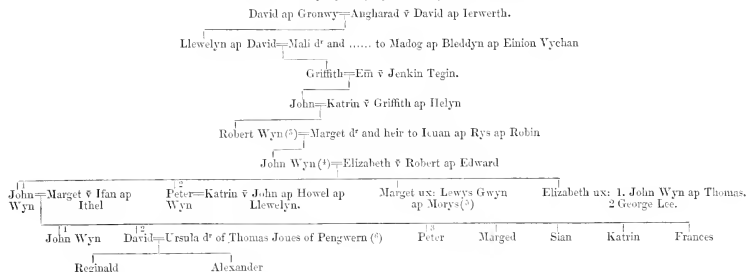 David ap Gronwy=Angharad ṽ David ap Ierwerth.
Llewelyn ap David=Mali dʳ and ...... to Madog ap Bleddyn ap Einion Vychan
Griffith=Em̄ ṽ Jenkin Tegin.
John=Katrin ṽ Griffith ap Helyn
Robert Wyn (³)=Marget dʳ and heir to Ieuan ap Rys ap Robin
John Wyn (⁴)=Elizabeth ṽ Robert ap Edward
1 2
John=Marget ṽ Ifan ap Peter=Katrin ṽ John ap Howel ap Marget ux: Lewys Gwyn Elizabeth ux: 1. John Wyn ap Thomas.
Wyn Ithel Wyn Llewelyn. ap Morys(⁵) 2 George Lee.
1 2 3
John Wyn David=Ursula dʳ of Thomas Jones of Pengwern (⁶) Peter Marged Sian Katrin Frances
Reginald Alexander